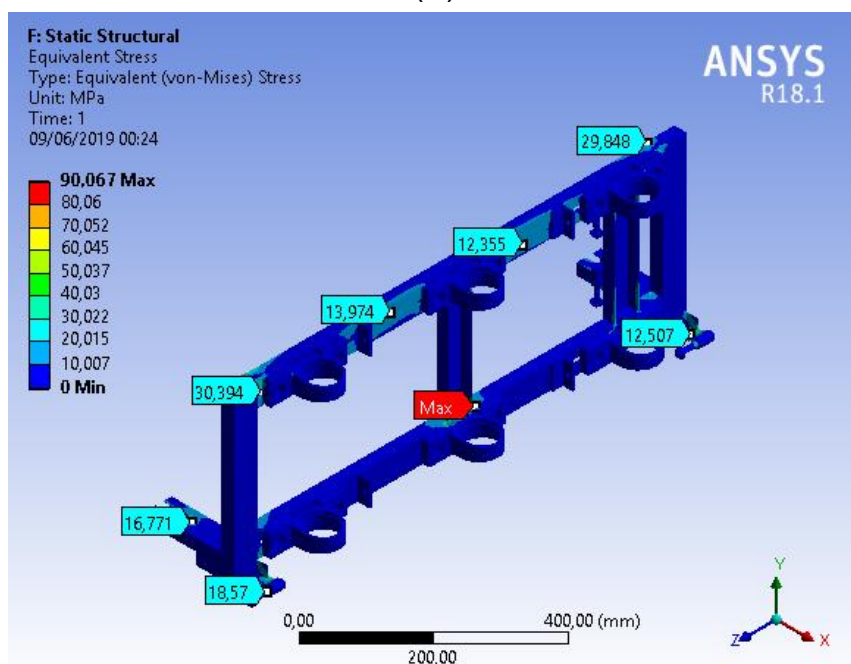 F: Static Structural
Equivalent Stress
Type: Equivalent (von-Mises) Stress
Unit: MPa
Time: 1
09/06/2019 00:24
ANSYS
R18.1
90,067 Max
80,06
70,052
60,045
50,037
40,03
30,022
20,015
10,007
0 Min
29,848
12,355
13,974
12,507
30,394
Max
16,771
18,57
0,00
400,00 (mm)
200,00
Y
Z
X